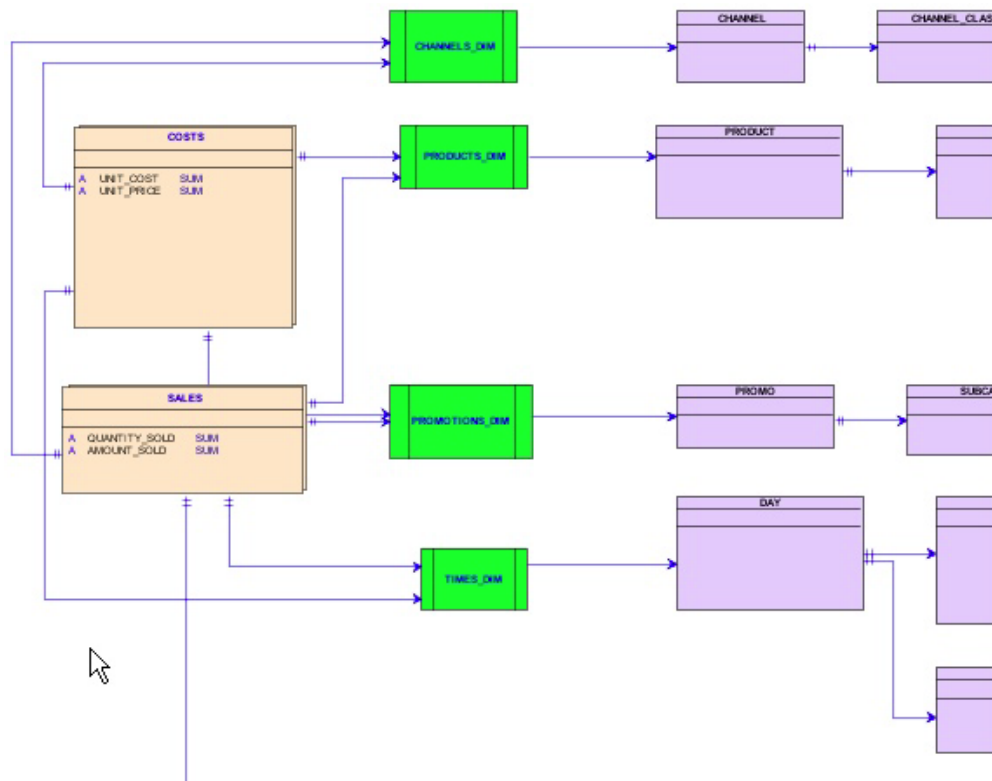 CHANNELS_DIM
CHANNEL
CHANNEL_CLAS
COSTS
A UNIT_COST SUM
A UNIT_PRICE SUM
PRODUCTS_DIM
PRODUCT
SALES
A QUANTITY_SOLD SUM
A AMOUNT_SOLD SUM
PROMOTIONS_DIM
PROMO
SUBCA
TIMES_DIM
DAY